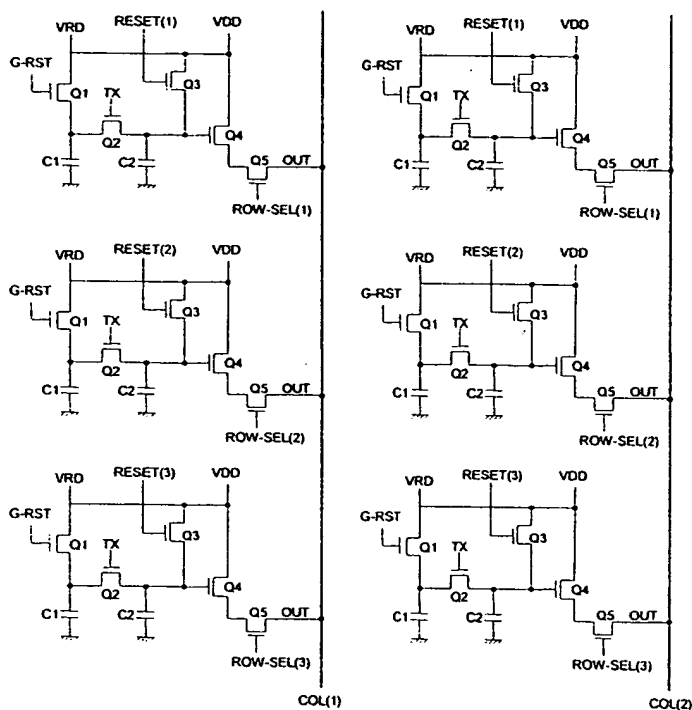 RESET(1)
VRD
VDD
G-RST
Q1
Q3
TX
Q4
Q2
C1
C2
Q5
OUT
ROW-SEL(1)
RESET(1)
VRD
VDD
G-RST
Q1
Q3
TX
Q4
Q2
C1
C2
Q5
OUT
ROW-SEL(1)
RESET(2)
VRD
VDD
G-RST
Q1
Q3
TX
Q4
Q2
C1
C2
Q5
OUT
ROW-SEL(2)
RESET(2)
VRD
VDD
G-RST
Q1
Q3
TX
Q4
Q2
C1
C2
Q5
OUT
ROW-SEL(2)
RESET(3)
VRD
VDD
G-RST
Q1
Q3
TX
Q4
Q2
C1
C2
Q5
OUT
ROW-SEL(3)
RESET(3)
VRD
VDD
G-RST
Q1
Q3
TX
Q4
Q2
C1
C2
Q5
OUT
ROW-SEL(3)
COL(1)
COL(2)